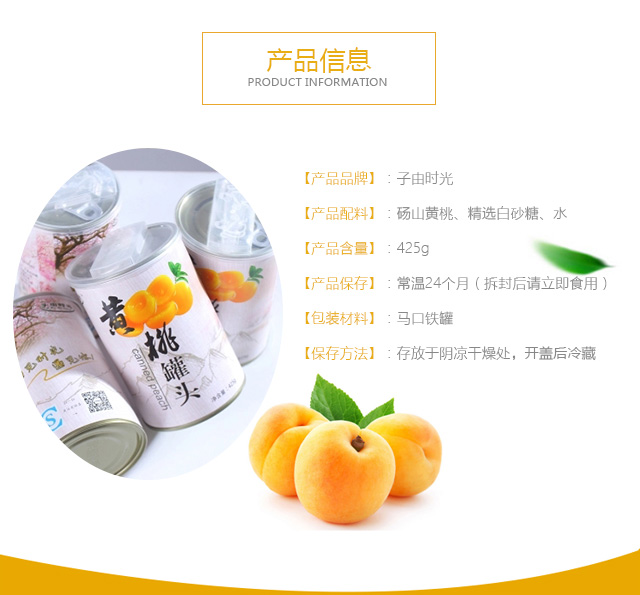 产品信息
PRODUCT INFORMATION
【产品品牌】：子由时光
【产品配料】：砀山黄桃、精选白砂糖、水
【产品含量】：425g
【产品保存】：常温24个月（拆封后请立即食用）
【包装材料】：马口铁罐
【保存方法】：存放于阴凉干燥处，开盖后冷藏
黄桃罐头
canned peach